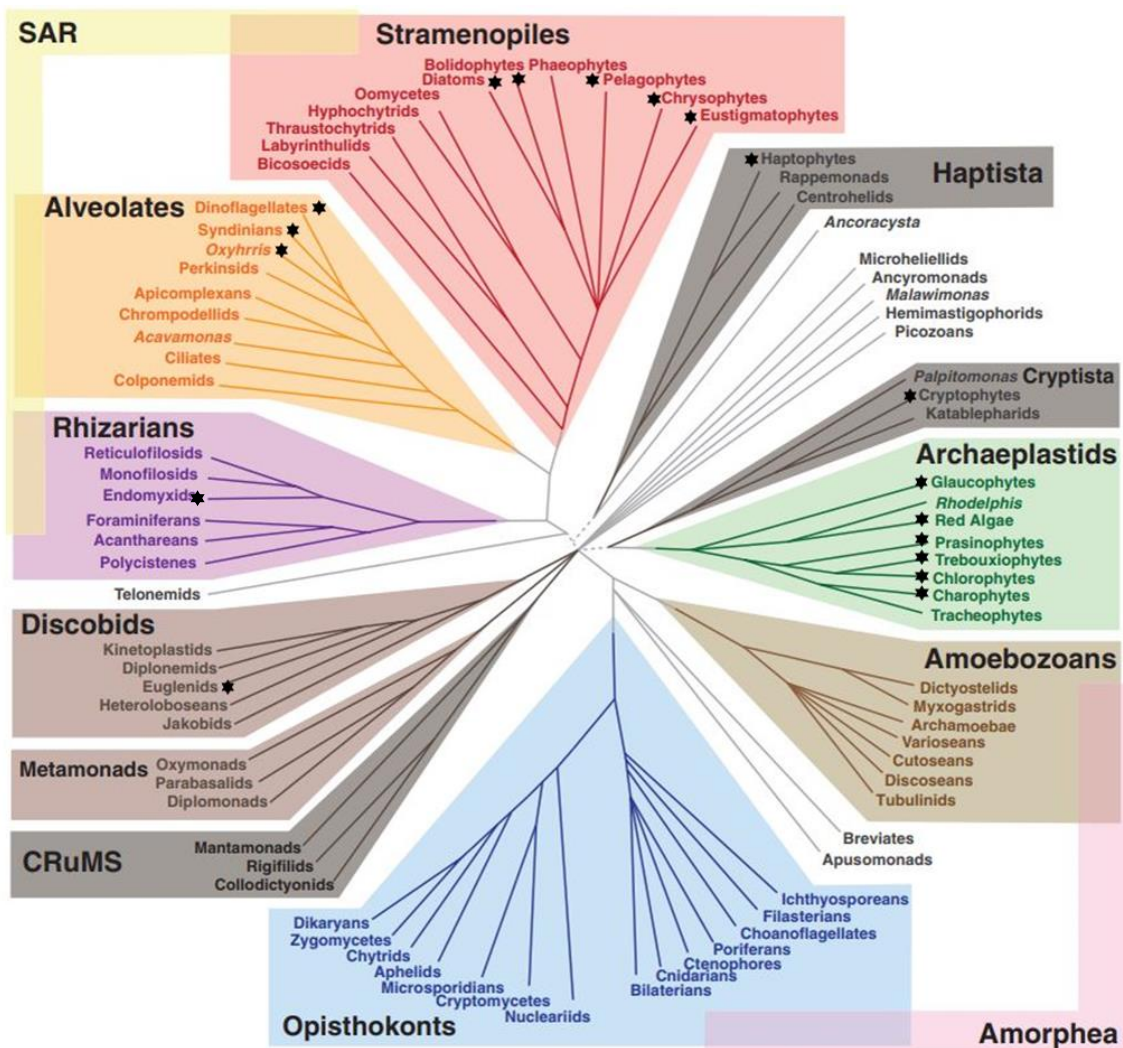 SAR
Stramenopiles
Bolidophytes
Phaeophytes
Diatoms
Pelagophytes
Oomycetes
Chrysophytes
Hyphochytrids
Eustigmatophytes
Thraustochytrids
Labyrinthulids
Bicosoecids
Haptista
Haptophytes
Rappemonads
Centrohelids
Ancoracysta
Microheliellids
Ancyromonads
Malawimonas
Hemimastigophorids
Picozoans
Alveolates
Dinoflagellates
Syndinians
Oxyhrris
Perkinsids
Apicomplexans
Chrompodellids
Acavamonas
Ciliates
Colponemids
Palpitomonas
Cryptista
Cryptophytes
Katablepharids
Rhizarians
Reticulofilosids
Monofilosids
Endomyxids
Foraminiferans
Acanthareans
Polycistenes
Telonemids
Archaeplastids
Glaucophytes
Rhodelphis
Red Algae
Prasinophytes
Trebouxiophytes
Chlorophytes
Charophytes
Tracheophytes
Discobids
Kinetoplastids
Diplonemids
Euglenids
Heteroloboseans
Jakobids
Amoebozoans
Dictyostelids
Myxogastrids
Archamoebae
Varioseans
Cutoseans
Discoseans
Tubulinids
Metamonads
Oxymonads
Parabasalids
Diplomonads
Breviates
Apusomonads
CRuMS
Mantamonads
Rigifilids
Collodictyonids
Dikaryans
Zygomycetes
Chytrids
Aphelids
Microsporidians
Cryptomycetes
Nucleariids
Ichthyosporeans
Filasterians
Choanoflagellates
Poriferans
Ctenophores
Cnidarians
Bilaterians
Opisthokonts
Amorphea